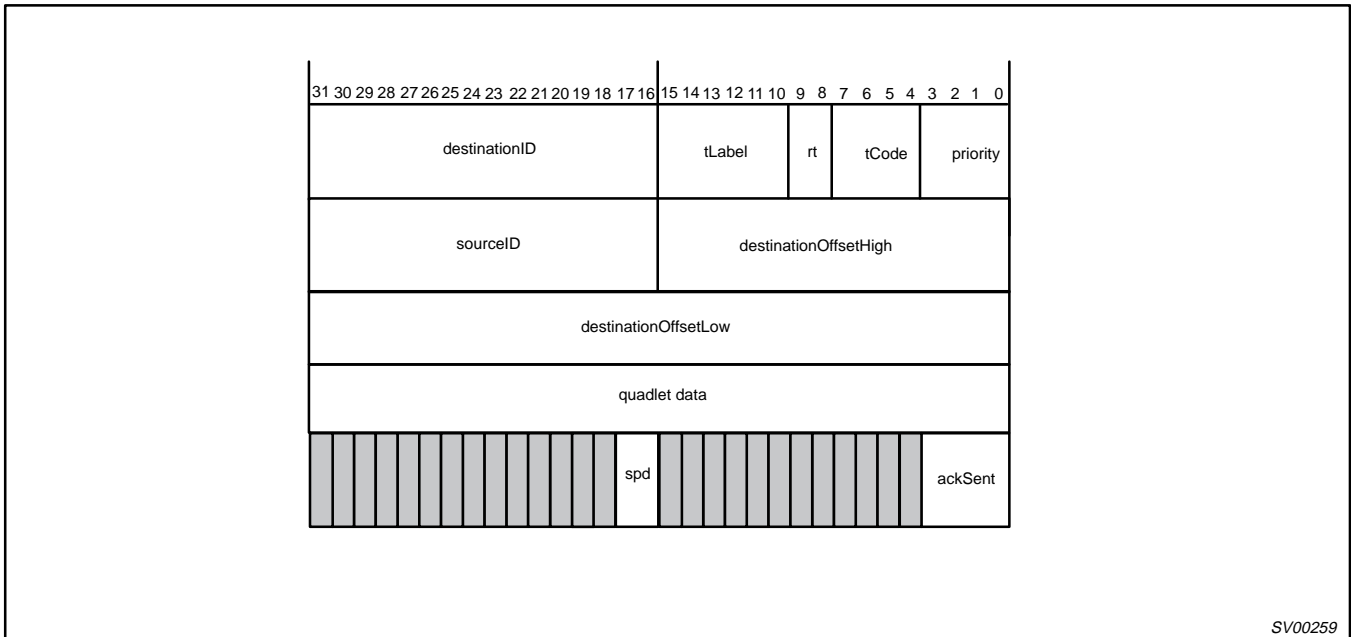 31 30 29 28 27 26 25 24 23 22 21 20 19 18 17 16 15 14 13 12 11 10 9 8 7 6 5 4 3 2 1 0
destinationID tLabel rt tCode priority
sourceID destinationOffsetHigh
destinationOffsetLow
quadlet data
spd ackSent
SV00259